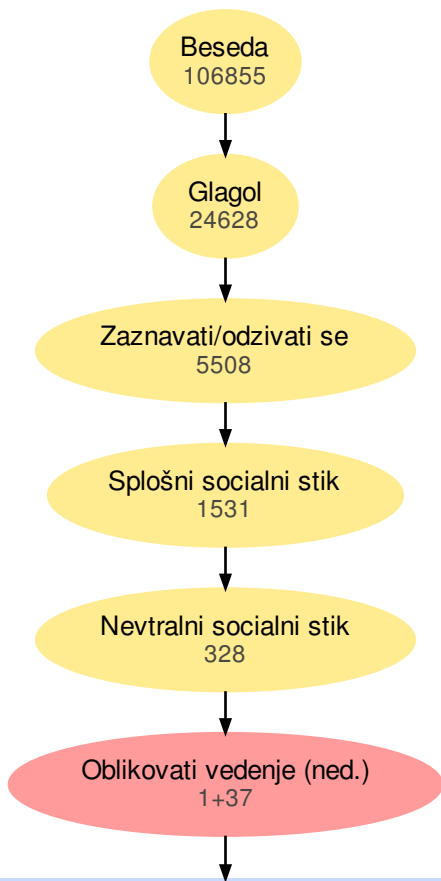 Beseda
106855
Glagol
24628
Zaznavati/odzivati se
5508
Splošni socialni stik
1531
Nevtralni socialni stik
328
Oblikovati vedenje (ned.)
1+37